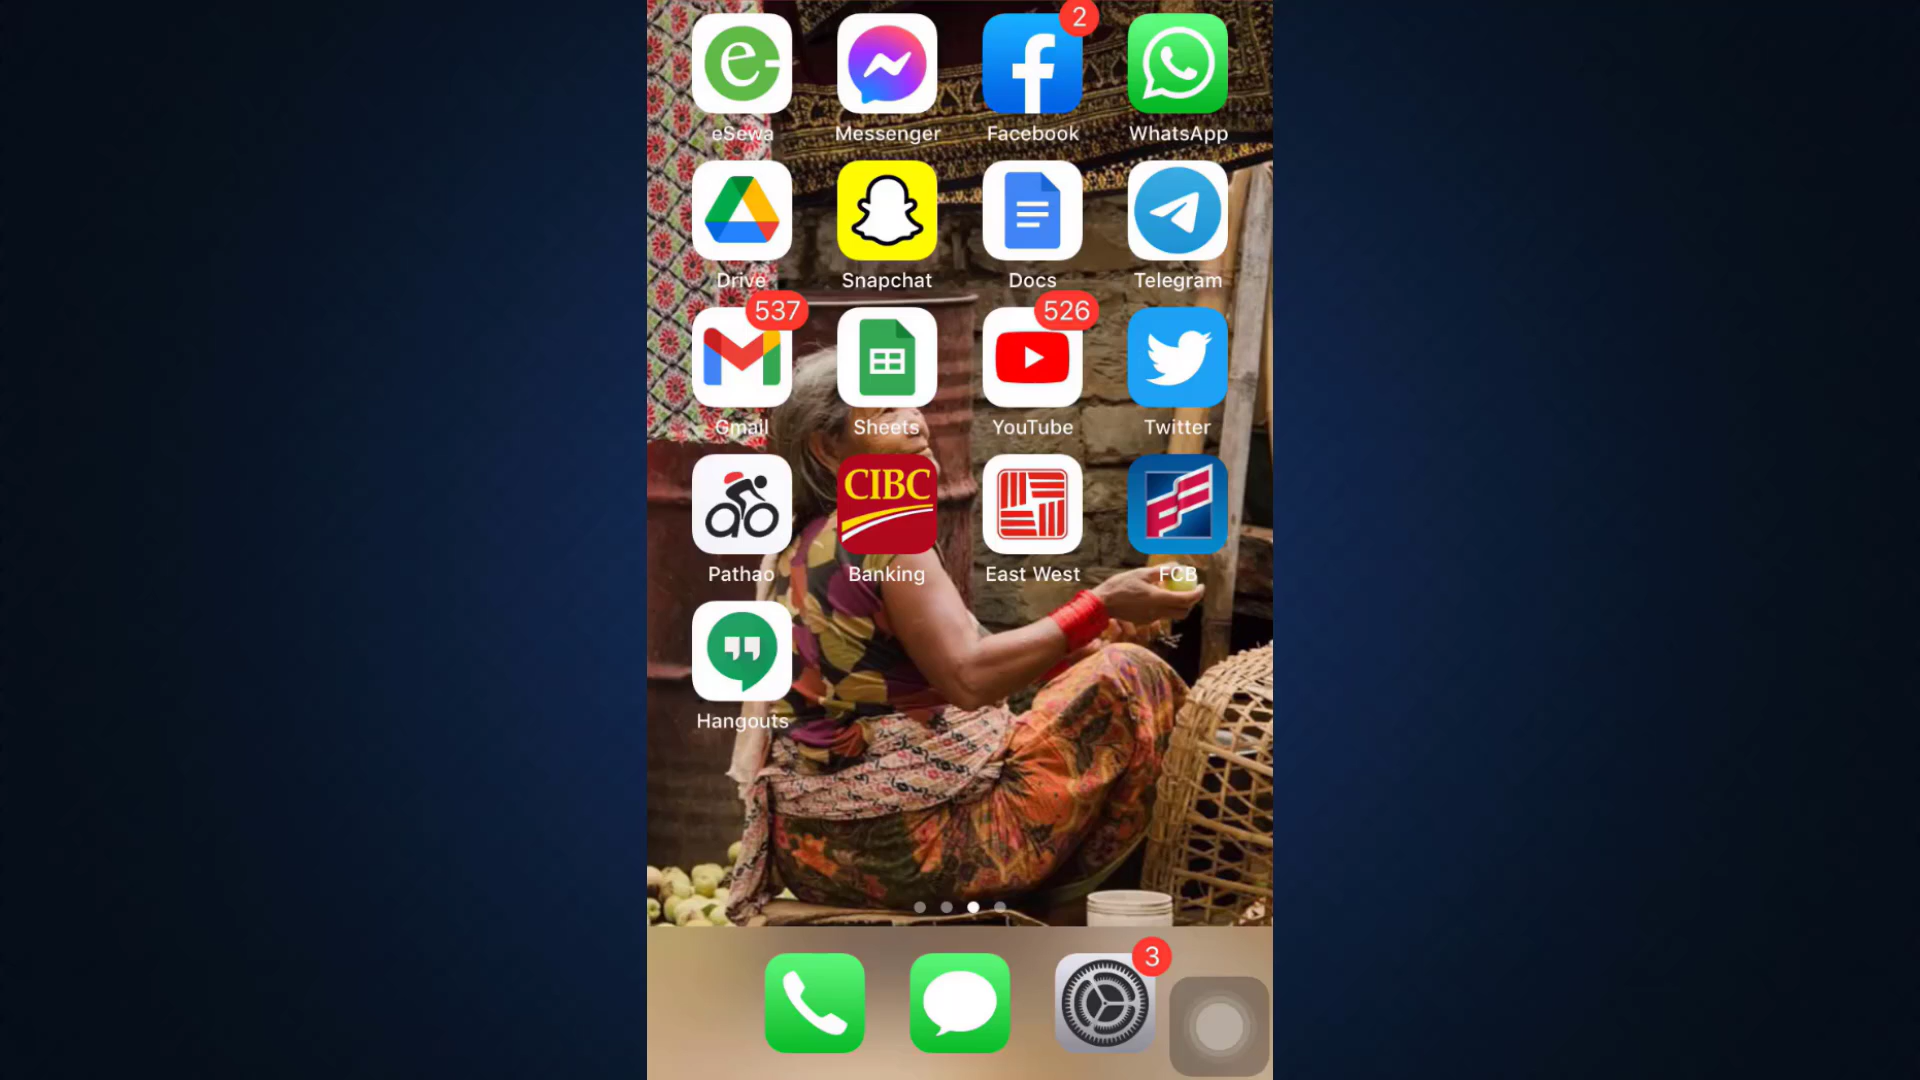 2
eSewa Messenger Facebook WhatsApp
Drive Snapchat Docs Telegram
537 526
Gmail Sheets YouTube Twitter
CIBC
Pathao Banking East West FCB
Hangouts
3